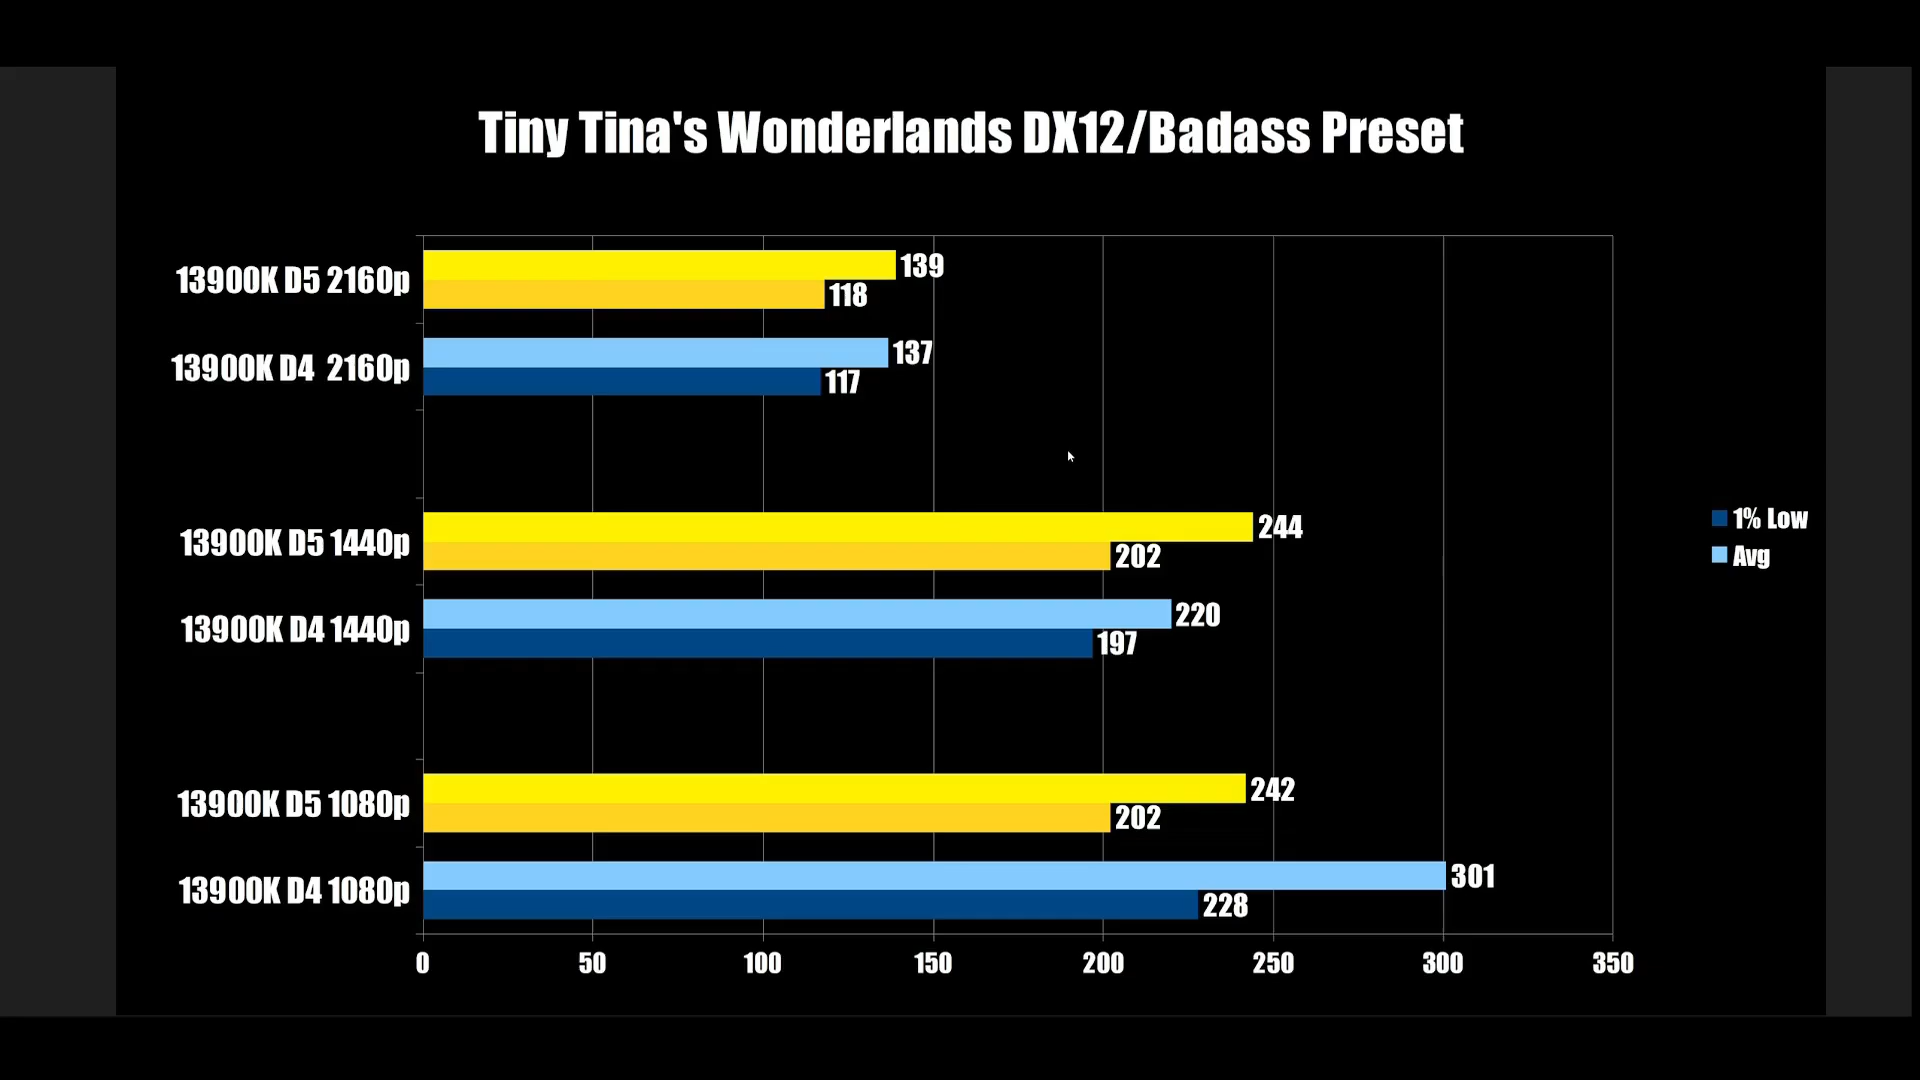 Tiny Tina's Wonderlands DX12/Badass Preset
13900K D5 2160p
139
118
13900K D4 2160p
137
117
13900K D5 1440p
244
202
13900K D4 1440p
220
197
13900K D5 1080p
242
202
13900K D4 1080p
301
228
0 50 100 150 200 250 300 350
1% Low
Avg